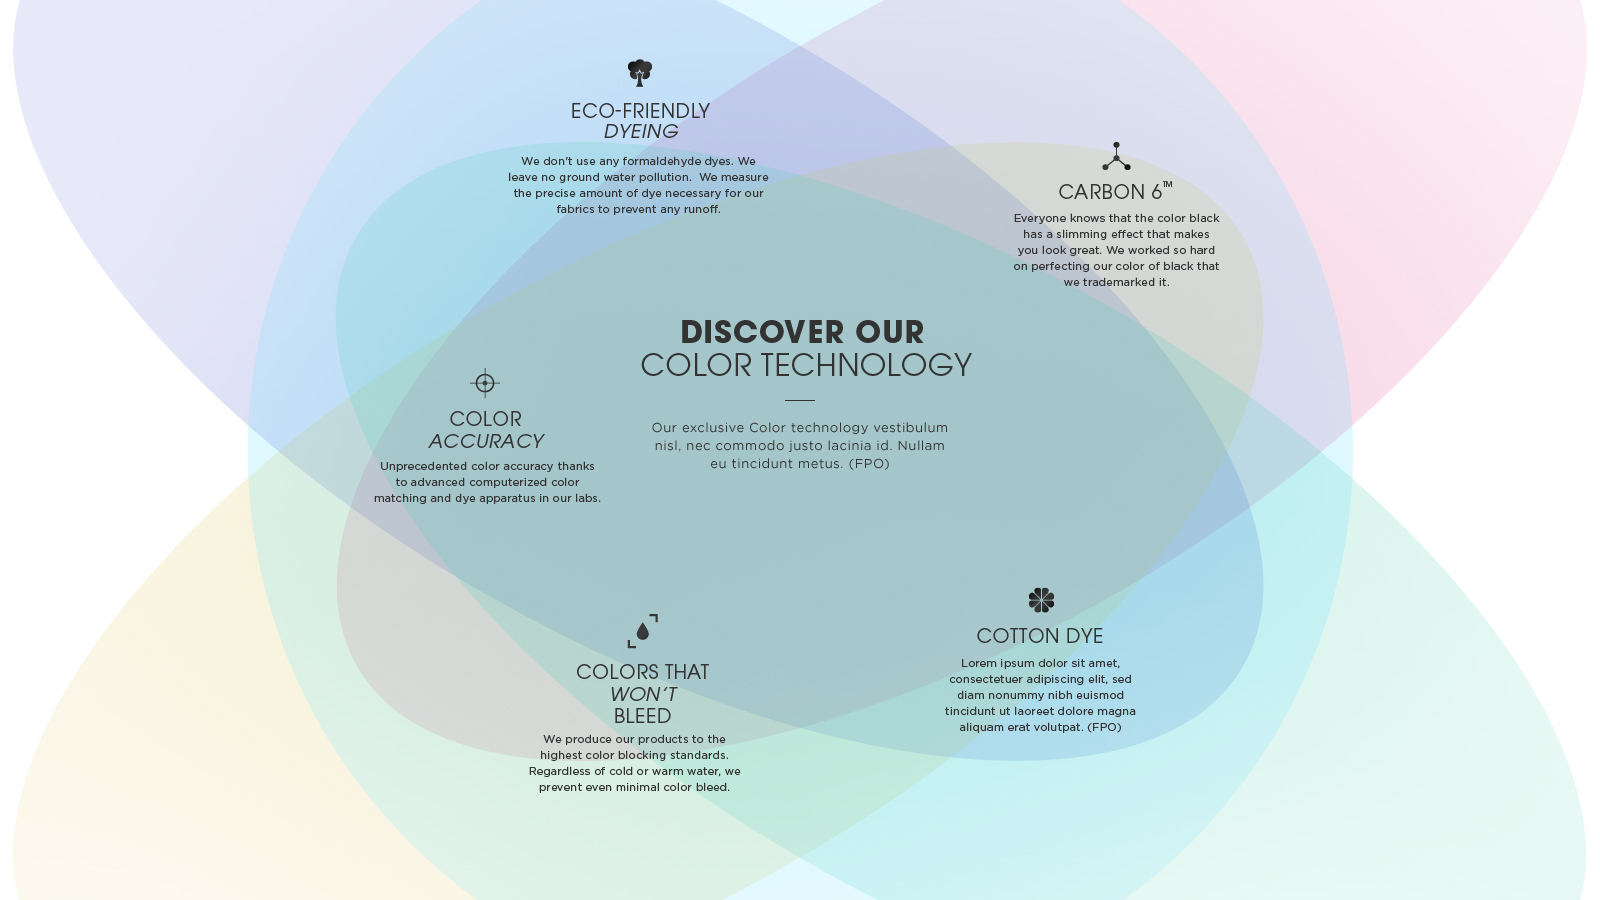 ECO-FRIENDLY
DYEING
We don't use any formaldehyde dyes. We
leave no ground water pollution.  We measure
the precise amount of dye necessary for our
fabrics to prevent any runoff.
CARBON 6™
Everyone knows that the color black
has a slimming effect that makes
you look great. We worked so hard
on perfecting our color of black that
we trademarked it.
DISCOVER OUR
COLOR TECHNOLOGY
Our exclusive Color technology vestibulum
nisl, nec commodo justo lacinia id. Nullam
eu tincidunt metus. (FPO)
COLOR
ACCURACY
Unprecedented color accuracy thanks
to advanced computerized color
matching and dye apparatus in our labs.
COLORS THAT
WON'T
BLEED
We produce our products to the
highest color blocking standards.
Regardless of cold or warm water, we
prevent even minimal color bleed.
COTTON DYE
Lorem ipsum dolor sit amet,
consectetuer adipiscing elit, sed
diam nonummy nibh euismod
tincidunt ut laoreet dolore magna
aliquam erat volutpat. (FPO)